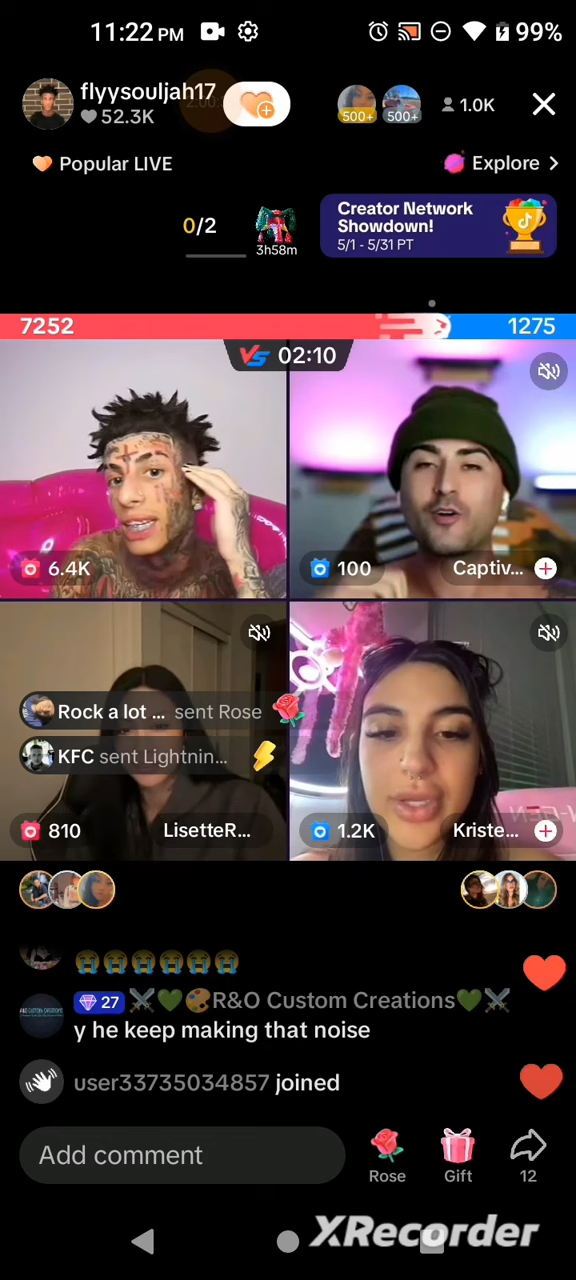 11:22 PM
99%
flyysouljah17
52.3K
500+
500+
1.0K
Popular LIVE
Explore >
0/2
3h58m
Creator Network
Showdown!
5/1 - 5/31 PT
7252
VS 02:10
1275
6.4K
100
Captiv...
Rock a lot ... sent Rose
KFC sent Lightnin...
810
LisetteR...
1.2K
Kriste...
27 R&O Custom Creations
y he keep making that noise
user33735034857 joined
Add comment
Rose
Gift
12
XRecorder